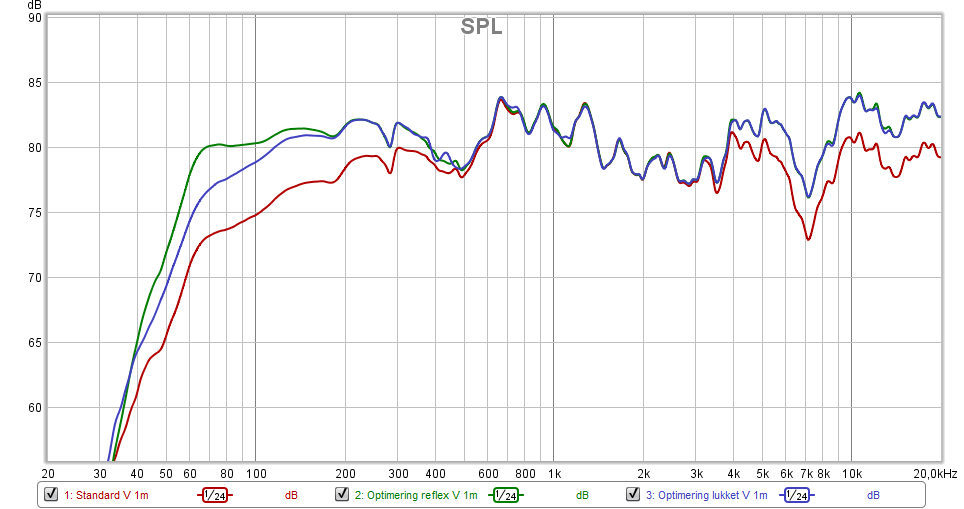 dB
SPL
90
85
80
75
70
65
60
20 30 40 50 60 80 100 200 300 400 600 800 1k 2k 3k 4k 5k 6k 7k 8k 10k 20,0kHz
1: Standard V 1m 1/24 dB 2: Optimering reflex V 1m 1/24 dB 3: Optimering lukket V 1m 1/24 dB